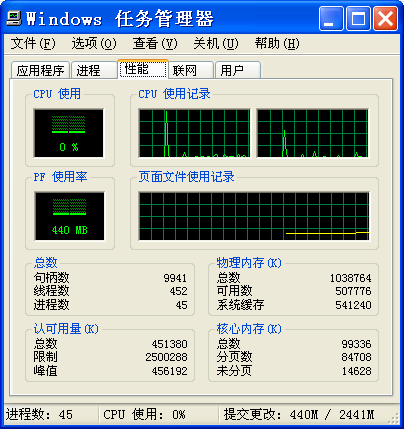 Windows 任务管理器
文件(F) 选项(O) 查看(V) 关机(U) 帮助(H)
应用程序 进程 性能 联网 用户
CPU 使用 CPU 使用记录
0 %
PF 使用率 页面文件使用记录
440 MB
总数 物理内存(K)
句柄数 9941 总数 1038764
线程数 452 可用数 507776
进程数 45 系统缓存 541240
认可用量(K) 核心内存(K)
总数 451380 总数 99336
限制 2500288 分页数 84708
峰值 456192 未分页 14628
进程数: 45 CPU 使用: 0% 提交更改: 440M / 2441M